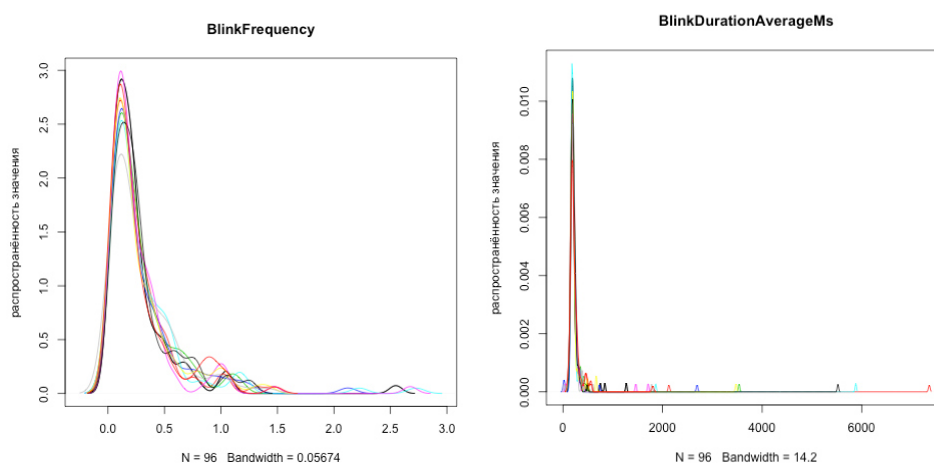 BlinkFrequency
распространённость значения
3.0
2.5
2.0
1.5
1.0
0.5
0.0
0.0 0.5 1.0 1.5 2.0 2.5 3.0
N = 96 Bandwidth = 0.05674
BlinkDurationAverageMs
распространённость значения
0.010
0.008
0.006
0.004
0.002
0.000
0 2000 4000 6000
N = 96 Bandwidth = 14.2